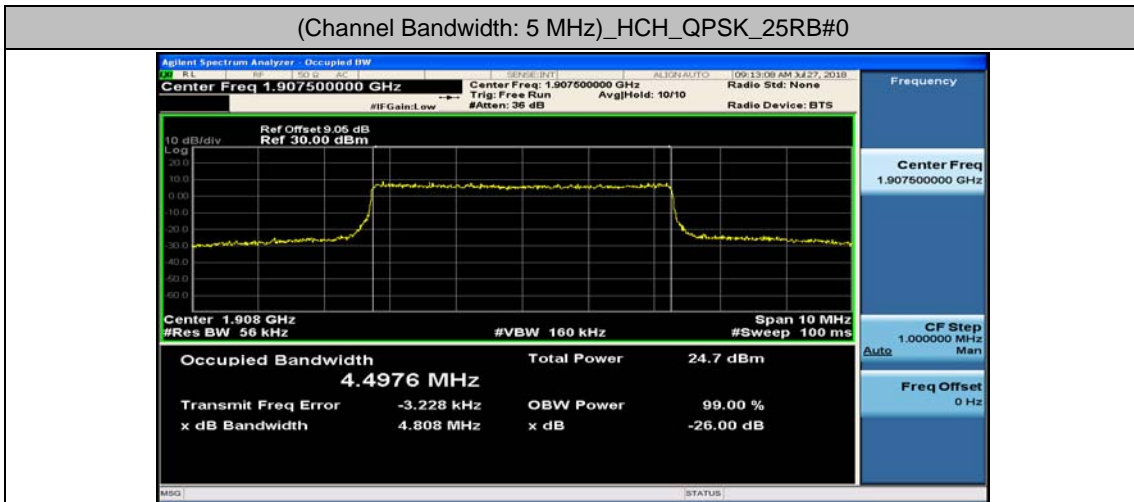 (Channel Bandwidth: 5 MHz)_HCH_QPSK_25RB#0
Agilent Spectrum Analyzer - Occupied BW
RL RF 50 Ω AC SENSE:INT ALIGN AUTO 09:13:08 AM Jul 27, 2018
Center Freq 1.907500000 GHz
Center Freq: 1.907500000 GHz
Radio Std: None
Trig: Free Run Avg|Hold: 10/10
#IFGain:Low #Atten: 36 dB Radio Device: BTS
Ref Offset 9.05 dB
10 dB/div Ref 30.00 dBm
Log
20.0
10.0
0.00
-10.0
-20.0
-30.0
-40.0
-50.0
-60.0
Center 1.908 GHz Span 10 MHz
#Res BW 56 kHz #VBW 160 kHz #Sweep 100 ms
Occupied Bandwidth Total Power 24.7 dBm
4.4976 MHz
Transmit Freq Error -3.228 kHz OBW Power 99.00 %
x dB Bandwidth 4.808 MHz x dB -26.00 dB
MSG STATUS
Frequency
Center Freq
1.907500000 GHz
CF Step
1.000000 MHz
Auto Man
Freq Offset
0 Hz